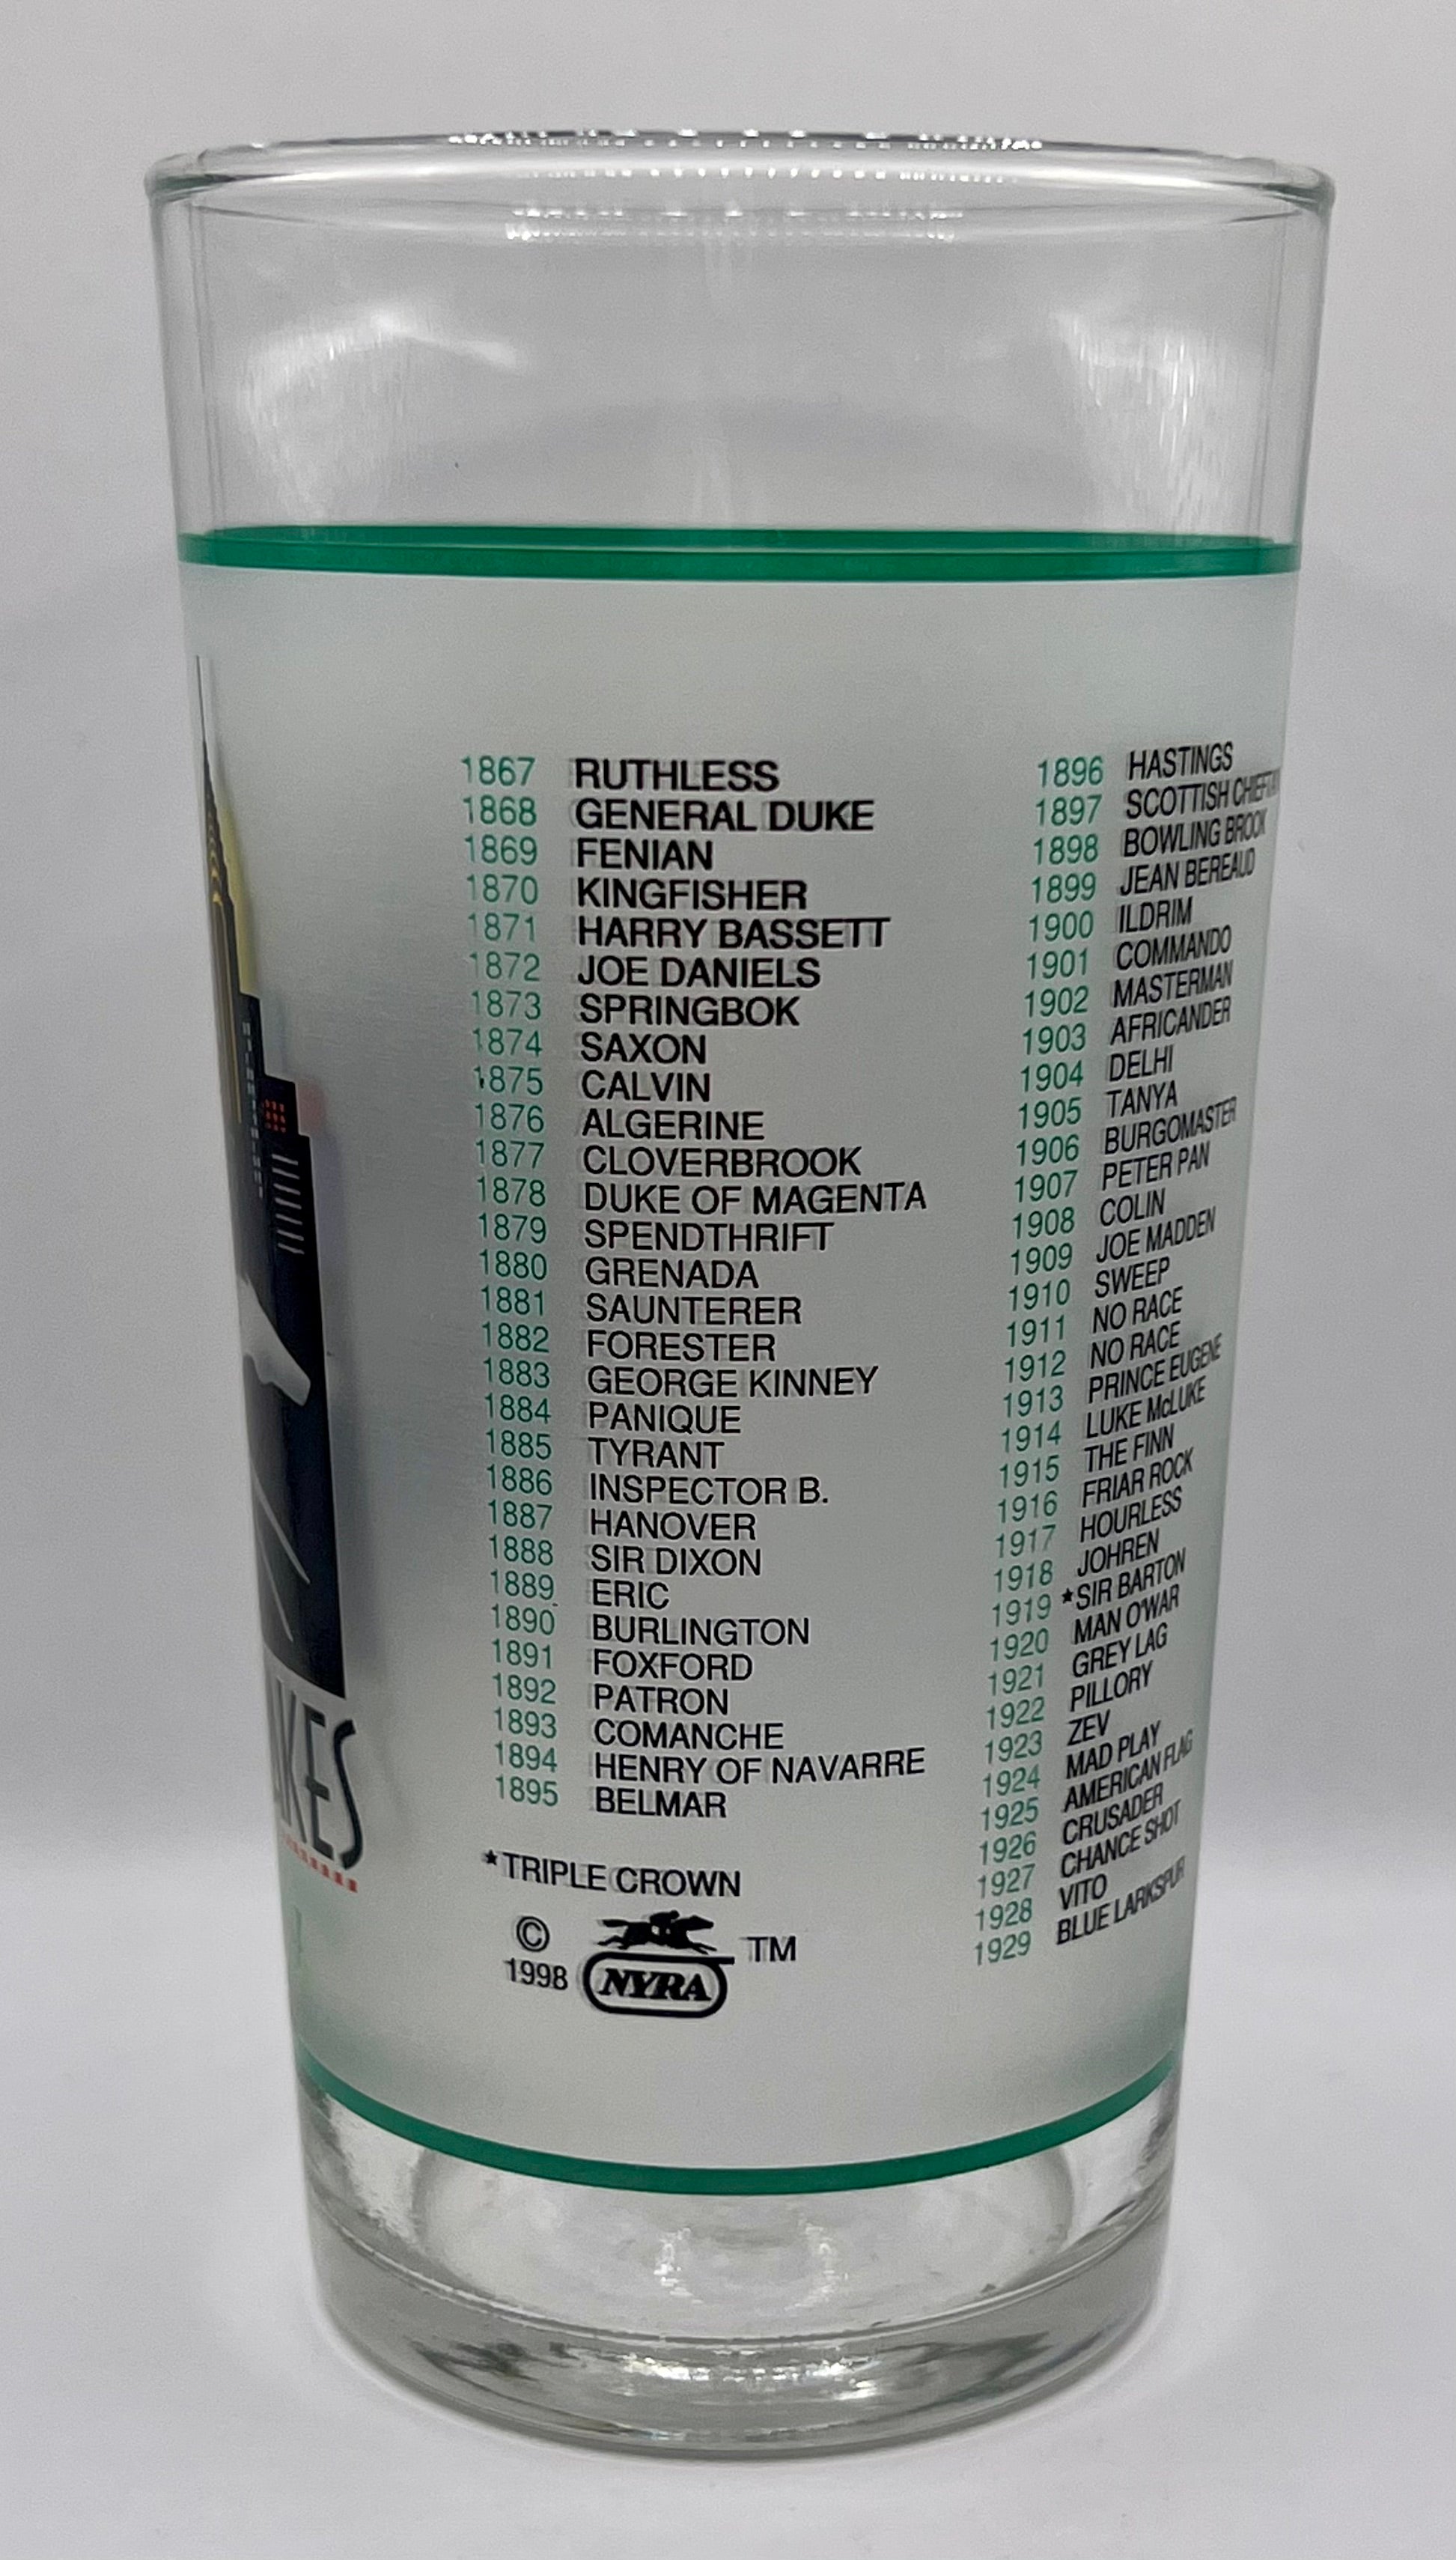 1867 RUTHLESS
1868 GENERAL DUKE
1869 FENIAN
1870 KINGFISHER
1871 HARRY BASSETT
1872 JOE DANIELS
1873 SPRINGBOK
1874 SAXON
1875 CALVIN
1876 ALGERINE
1877 CLOVERBROOK
1878 DUKE OF MAGENTA
1879 SPENDTHRIFT
1880 GRENADA
1881 SAUNTERER
1882 FORESTER
1883 GEORGE KINNEY
1884 PANIQUE
1885 TYRANT
1886 INSPECTOR B.
1887 HANOVER
1888 SIR DIXON
1889 ERIC
1890 BURLINGTON
1891 FOXFORD
1892 PATRON
1893 COMANCHE
1894 HENRY OF NAVARRE
1895 BELMAR
*TRIPLE CROWN
©
1998 NYRA TM
1896 HASTINGS
1897 SCOTTISH
1898 BOWLING BROOK
1899 JEAN BEREAUD
1900 ILDRIM
1901 COMMANDO
1902 MASTERMAN
1903 AFRICANDER
1904 DELHI
1905 TANYA
1906 BURGOMASTER
1907 PETER PAN
1908 COLIN
1909 JOE MADDEN
1910 SWEEP
1911 NO RACE
1912 NO RACE
1913 PRINCE EUGENE
1914 LUKE McLUKE
1915 THE FINN
1916 FRIAR ROCK
1917 HOURLESS
1918 JOHREN
1919 *SIR BARTON
1920 MAN O'WAR
1921 GREY LAG
1922 PILLORY
1923 ZEV
1924 MAD PLAY
1925 AMERICAN FLAG
1926 CRUSADER
1927 CHANCE SHOT
1928 VITO
1929 BLUE LARKSPUR